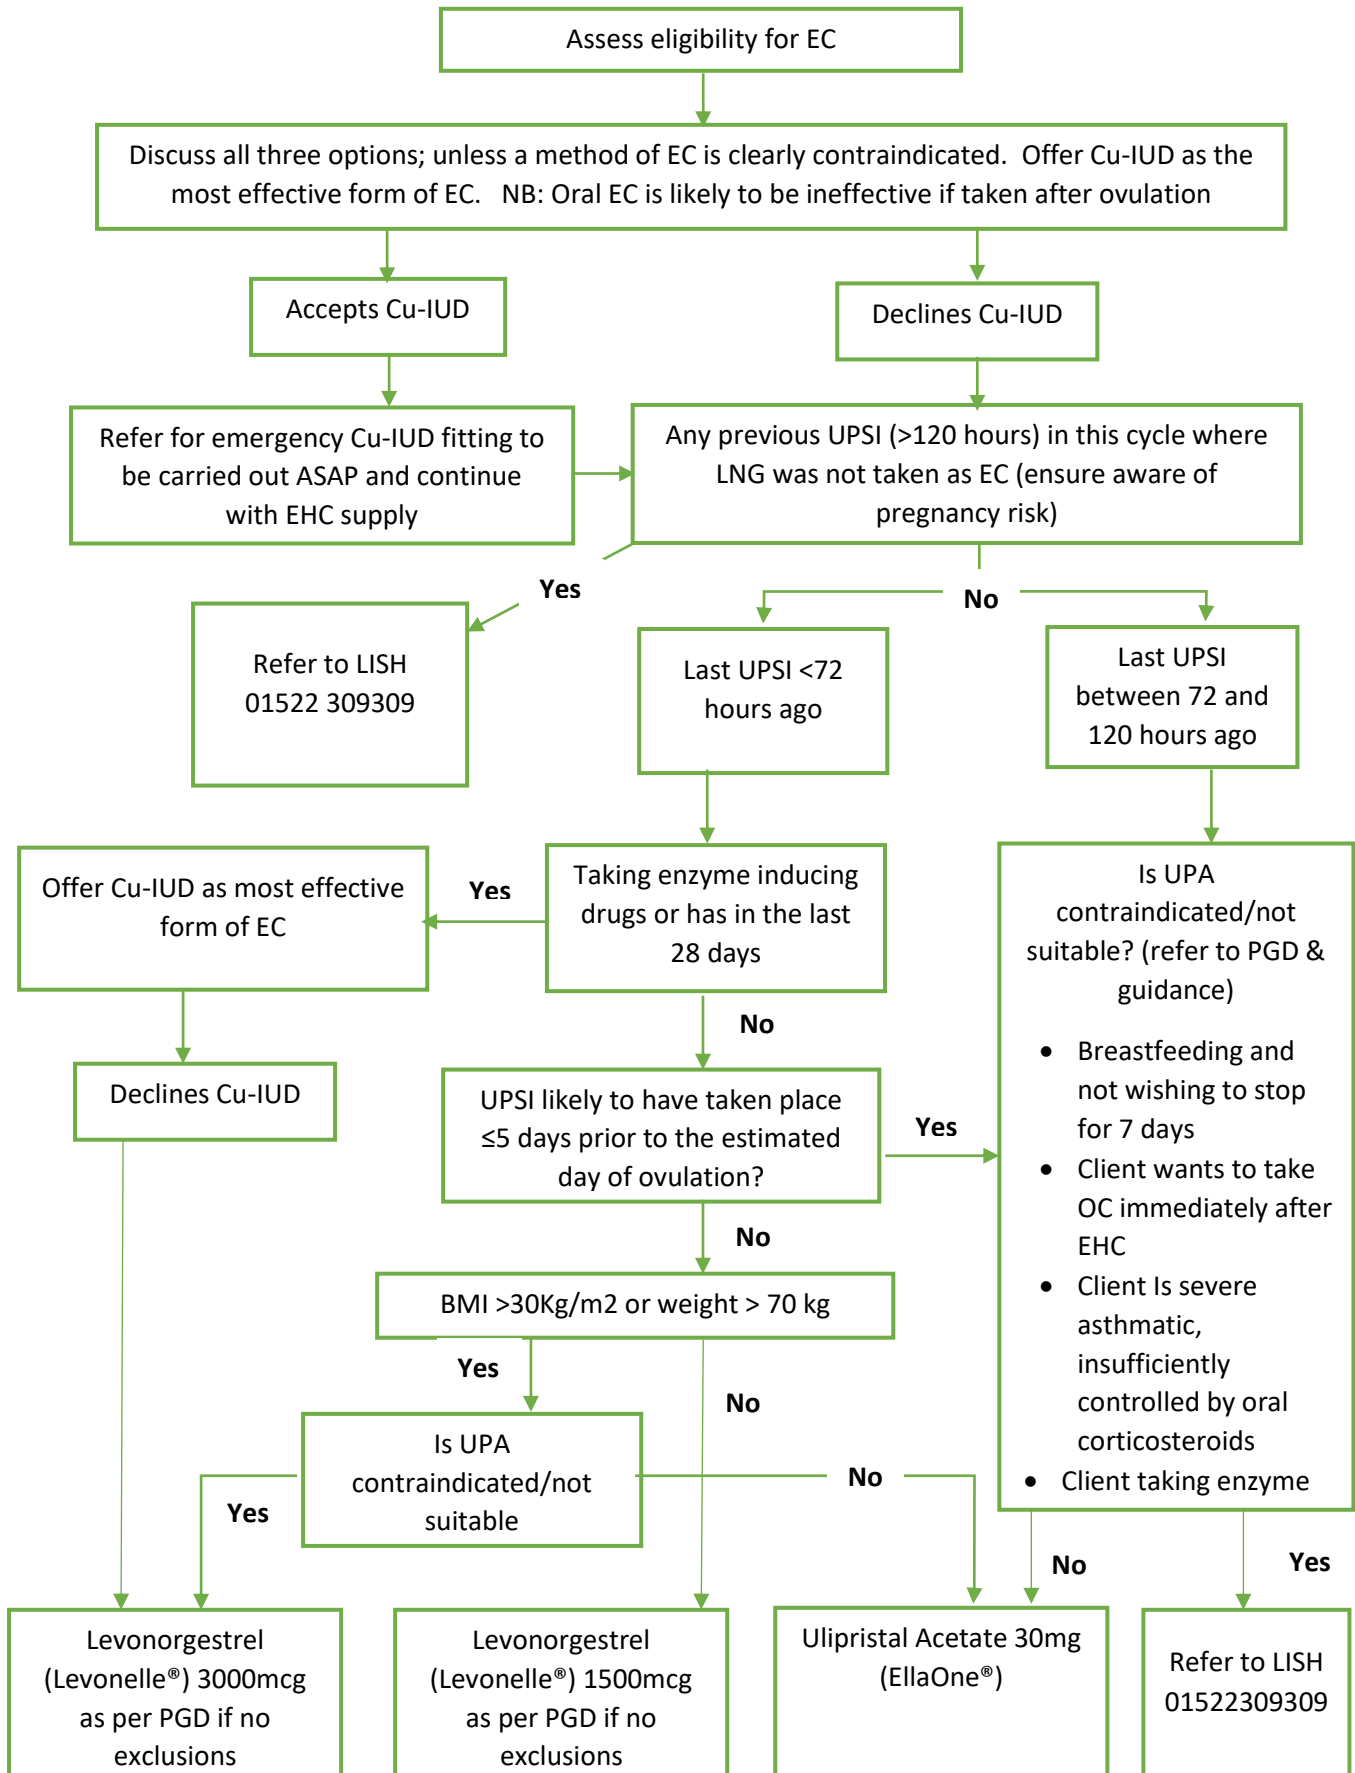 Assess eligibility for EC
Discuss all three options; unless a method of EC is clearly contraindicated.  Offer Cu-IUD as the
most effective form of EC.   NB: Oral EC is likely to be ineffective if taken after ovulation
Accepts Cu-IUD
Declines Cu-IUD
Refer for emergency Cu-IUD fitting to
be carried out ASAP and continue
with EHC supply
Any previous UPSI (>120 hours) in this cycle where
LNG was not taken as EC (ensure aware of
pregnancy risk)
Yes
No
Refer to LISH
01522 309309
Last UPSI <72
hours ago
Last UPSI
between 72 and
120 hours ago
Offer Cu-IUD as most effective
form of EC
Yes
Taking enzyme inducing
drugs or has in the last
28 days
No
Is UPA
contraindicated/not
suitable? (refer to PGD &
guidance)
• Breastfeeding and
not wishing to stop
for 7 days
• Client wants to take
OC immediately after
EHC
• Client Is severe
asthmatic,
insufficiently
controlled by oral
corticosteroids
• Client taking enzyme
Declines Cu-IUD
UPSI likely to have taken place
≤5 days prior to the estimated
day of ovulation?
Yes
No
BMI >30Kg/m2 or weight > 70 kg
Yes
No
Is UPA
contraindicated/not
suitable
Yes
No
No
Yes
Levonorgestrel
(Levonelle®) 3000mcg
as per PGD if no
exclusions
Levonorgestrel
(Levonelle®) 1500mcg
as per PGD if no
exclusions
Ulipristal Acetate 30mg
(EllaOne®)
Refer to LISH
01522309309